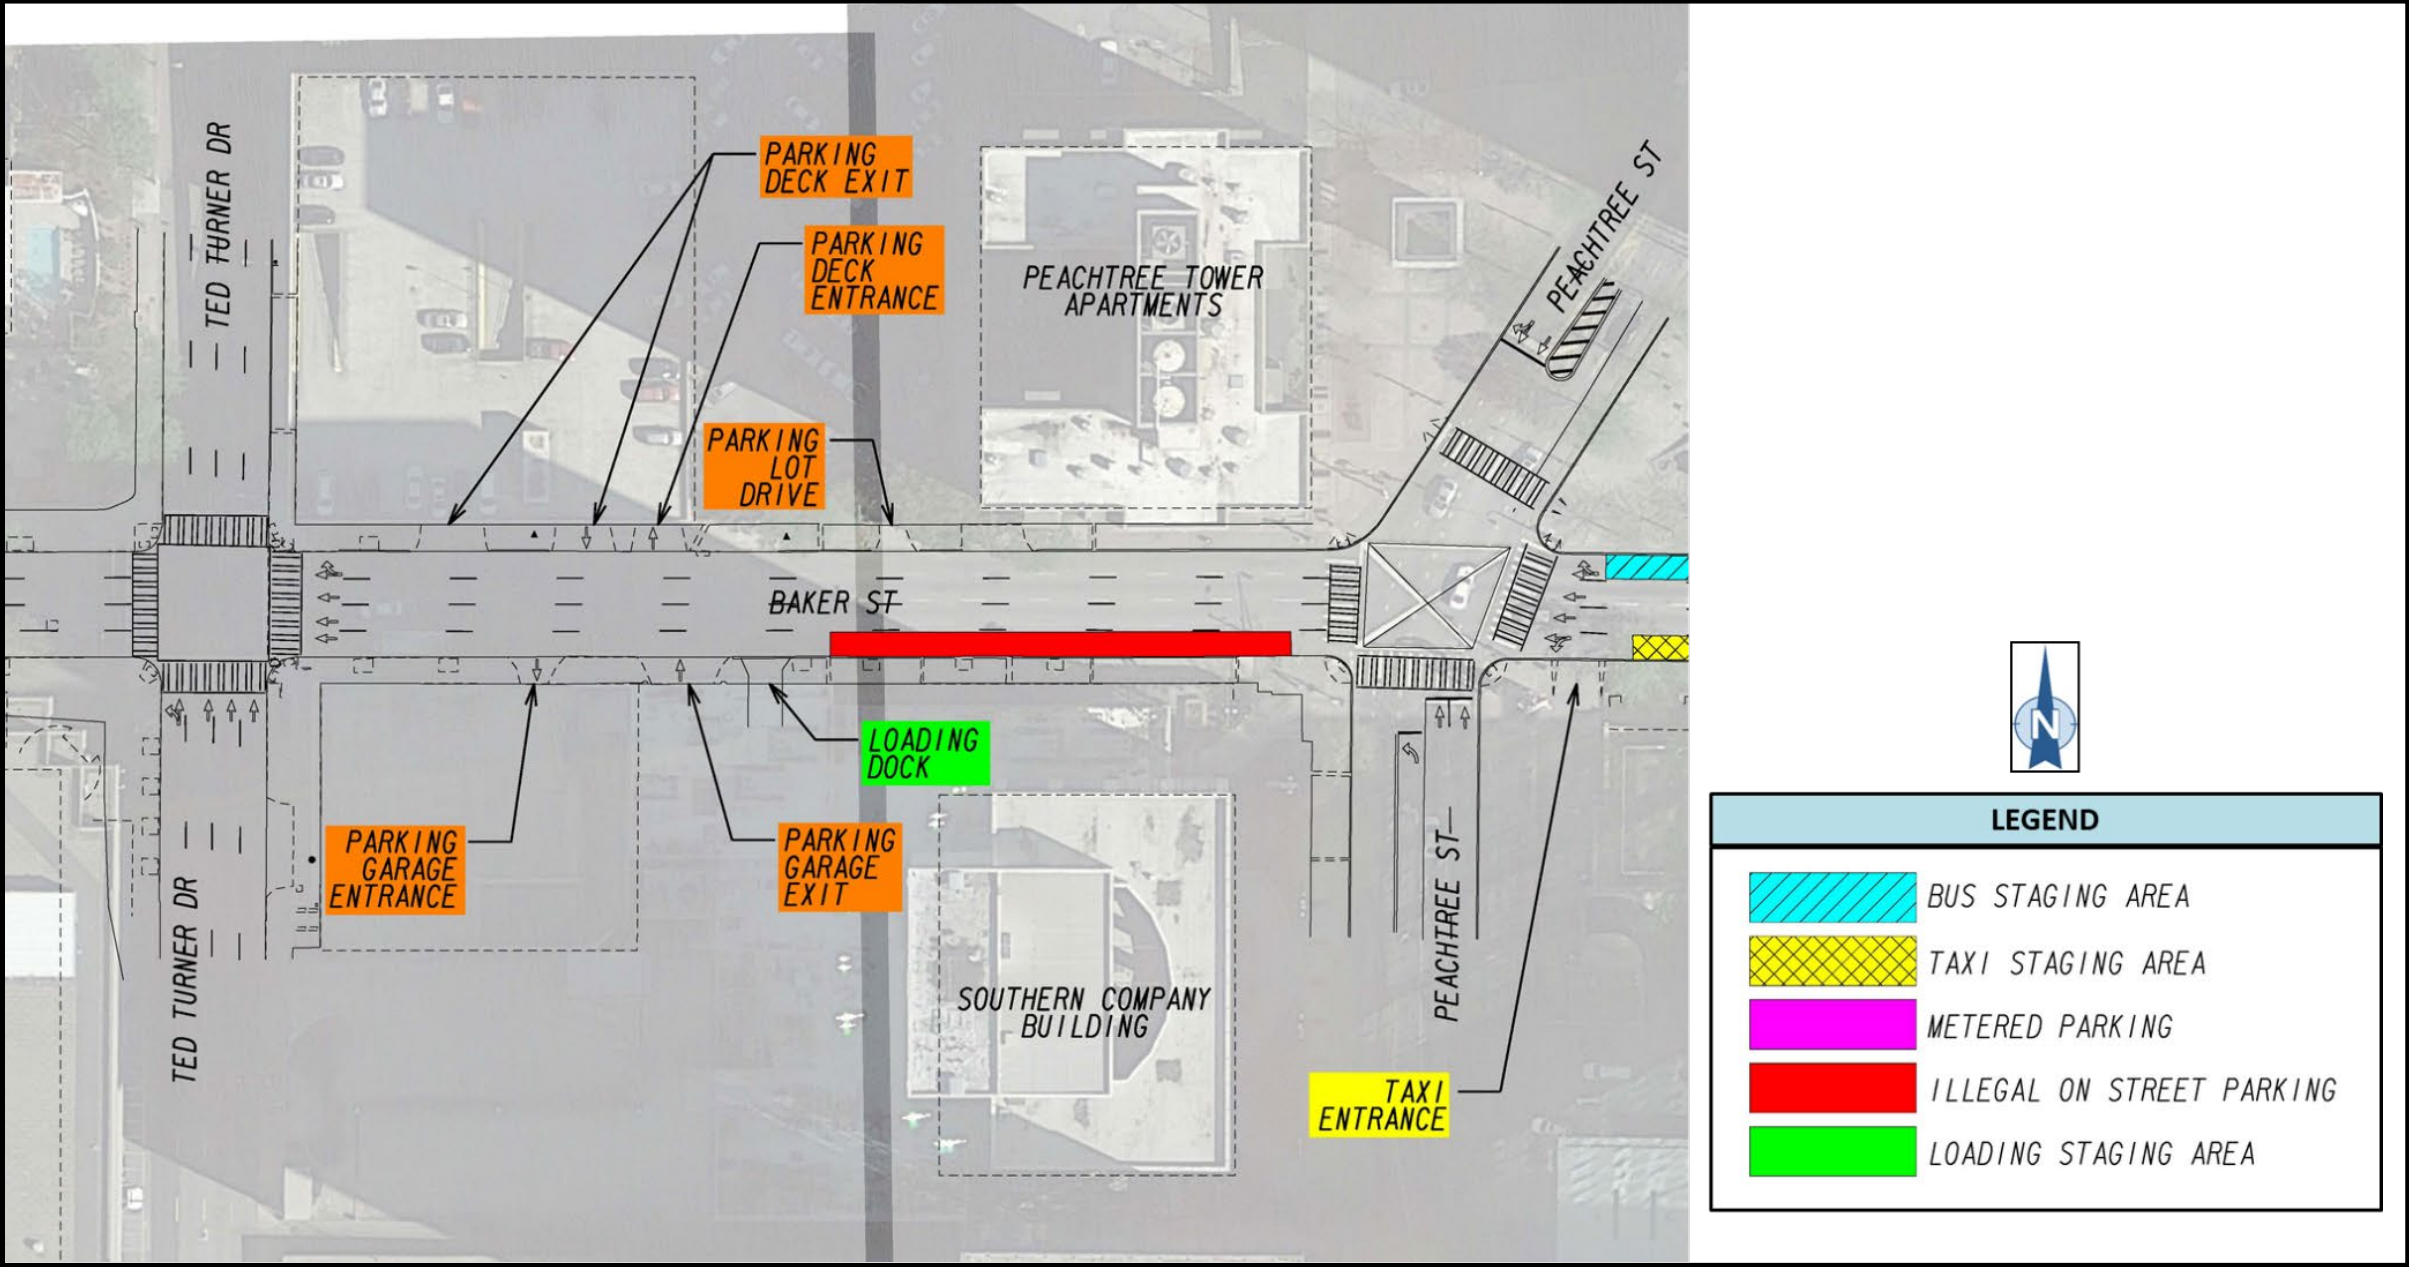 TED TURNER DR
PARKING
DECK EXIT
PARKING
DECK
ENTRANCE
PEACHTREE TOWER
APARTMENTS
PEACHTREE ST
PARKING
LOT
DRIVE
BAKER ST
LOADING
DOCK
PARKING
GARAGE
ENTRANCE
PARKING
GARAGE
EXIT
TED TURNER DR
SOUTHERN COMPANY
BUILDING
PEACHTREE ST
TAXI
ENTRANCE
N
LEGEND
BUS STAGING AREA
TAXI STAGING AREA
METERED PARKING
ILLEGAL ON STREET PARKING
LOADING STAGING AREA